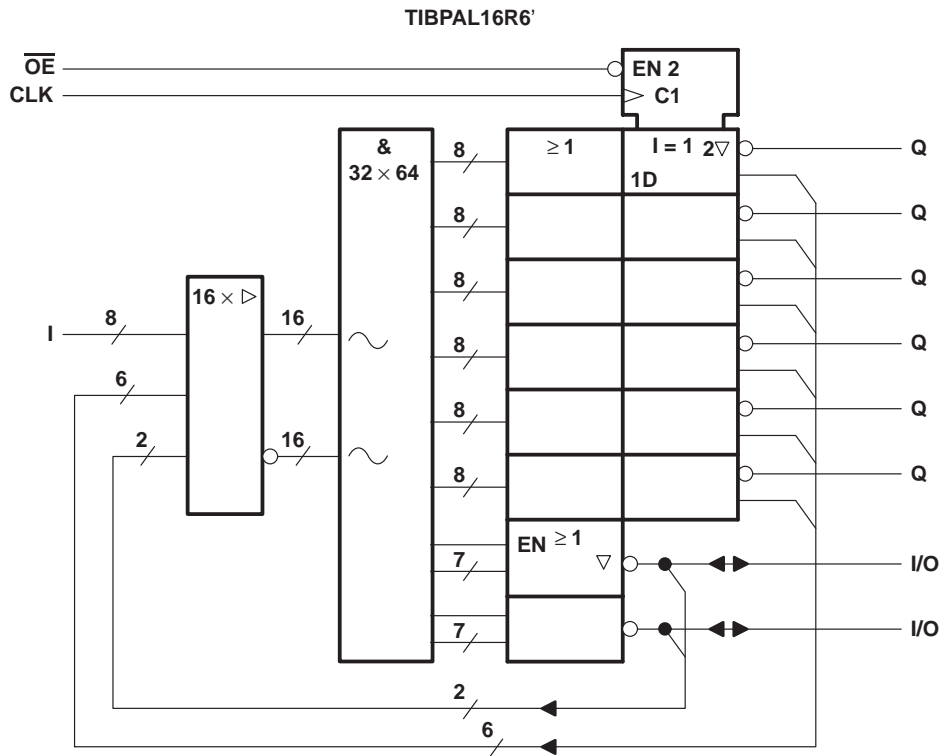 TIBPAL16R6’
OE
EN 2
CLK
C1
&
32 × 64
8
≥ 1
I = 1
2▽
Q
1D
8
Q
8
Q
16 × ▷
I
8
16
8
Q
6
8
Q
2
16
8
Q
EN ≥ 1
▽
7
I/O
7
I/O
2
6